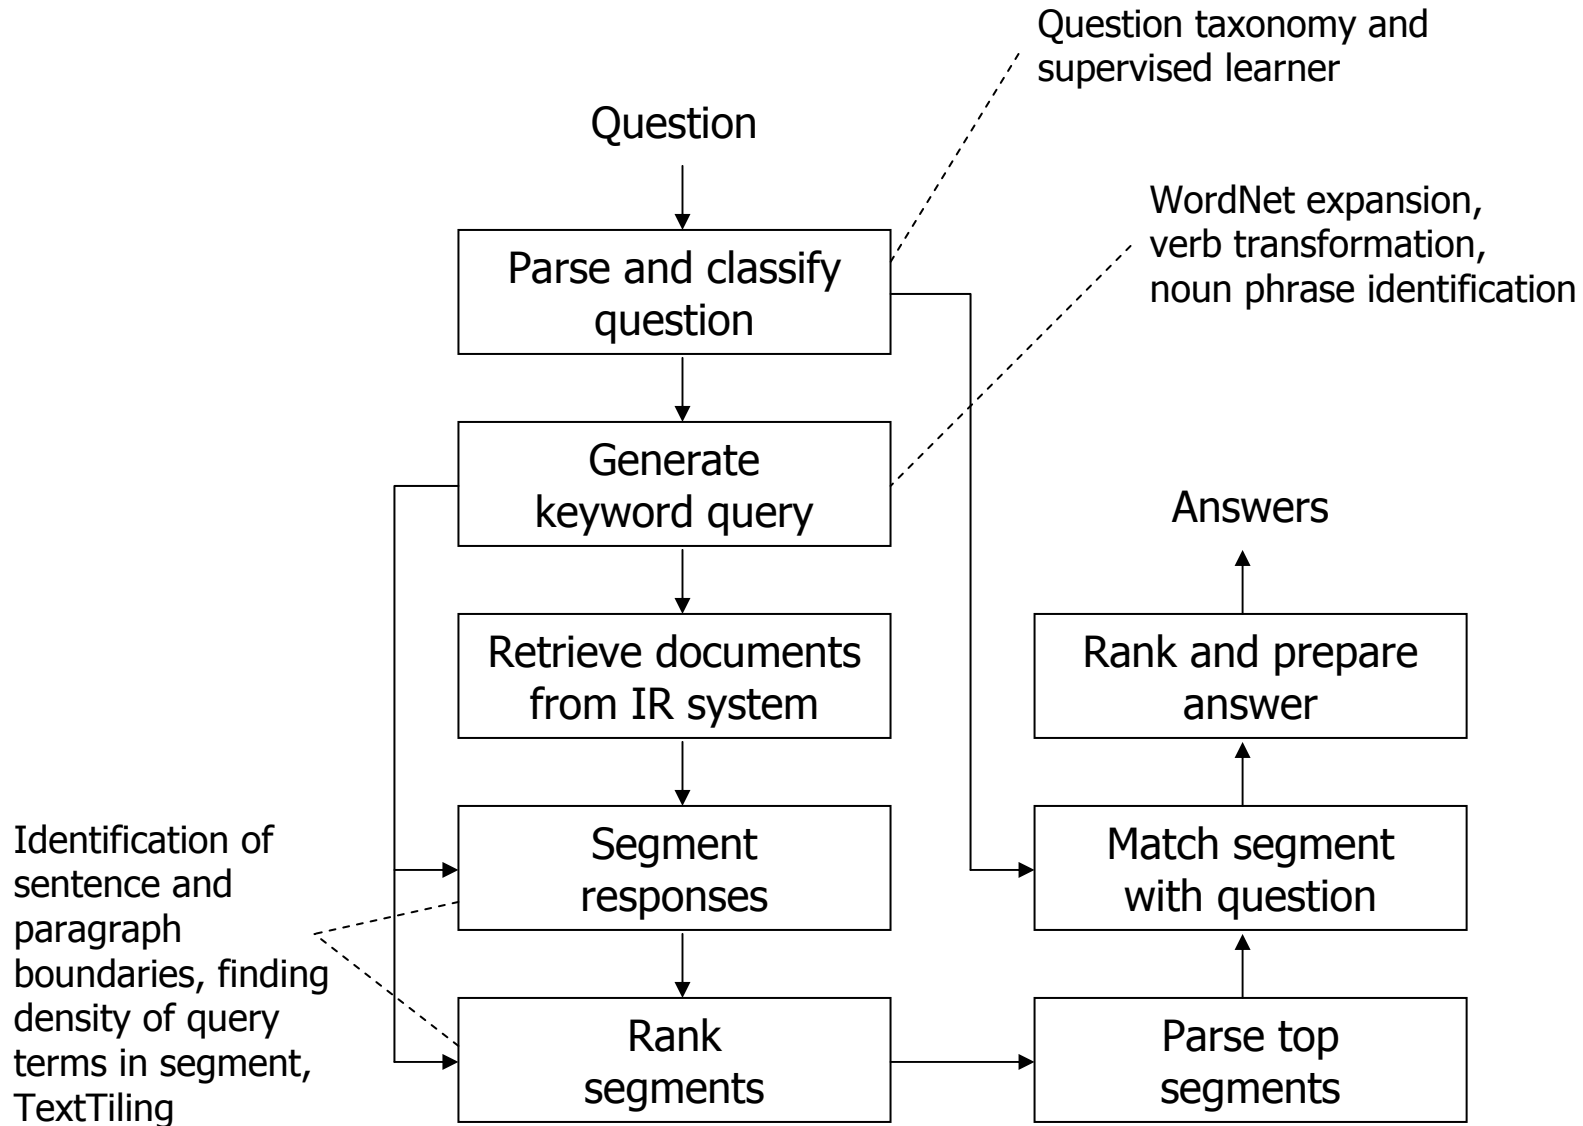 Question taxonomy and
supervised learner
Question
WordNet expansion,
verb transformation,
noun phrase identification
Parse and classify
question
Generate
keyword query
Answers
Retrieve documents
from IR system
Rank and prepare
answer
Identification of
sentence and
paragraph
boundaries, finding
density of query
terms in segment,
TextTiling
Segment
responses
Match segment
with question
Rank
segments
Parse top
segments